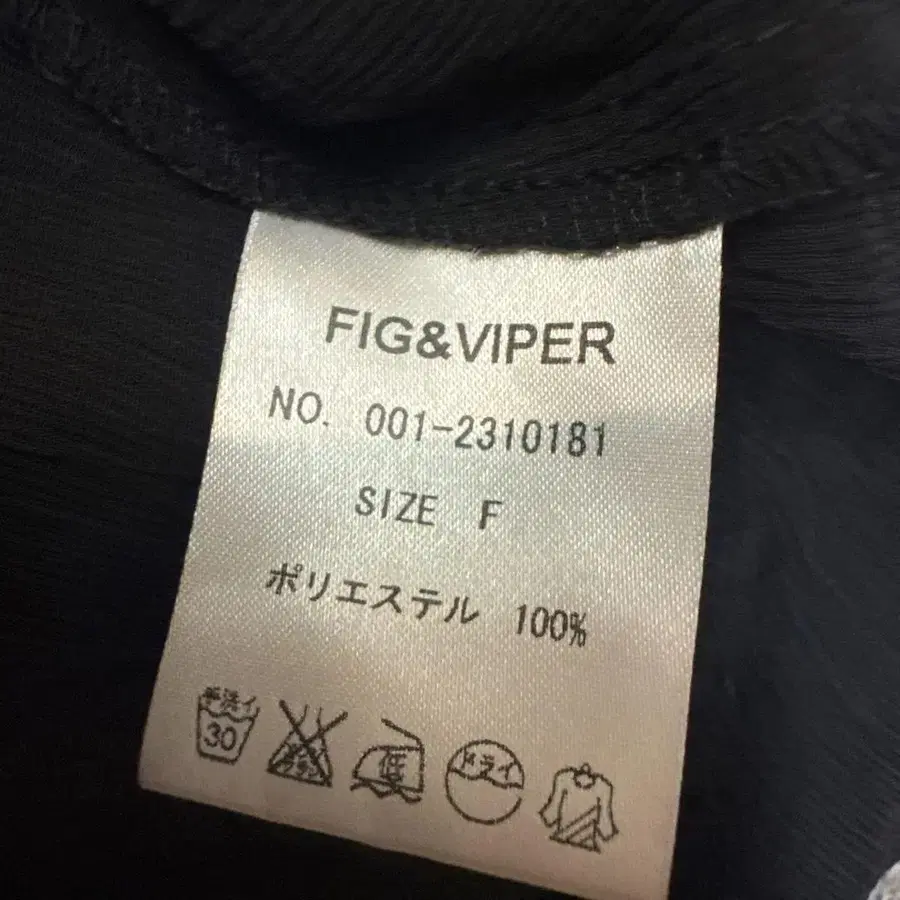 FIG&VIPER
NO. 001-2310181
SIZE F
ポリエステル 100%
手洗イ
30
低
ドライ